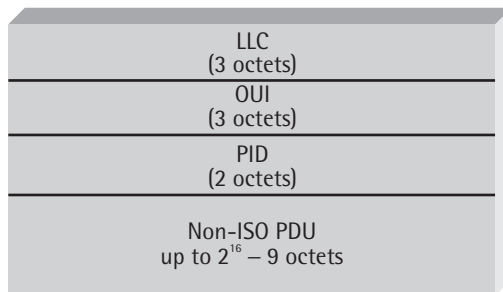 LLC
(3 octets)
OUI
(3 octets)
PID
(2 octets)
Non-ISO PDU
up to 2¹⁶ – 9 octets